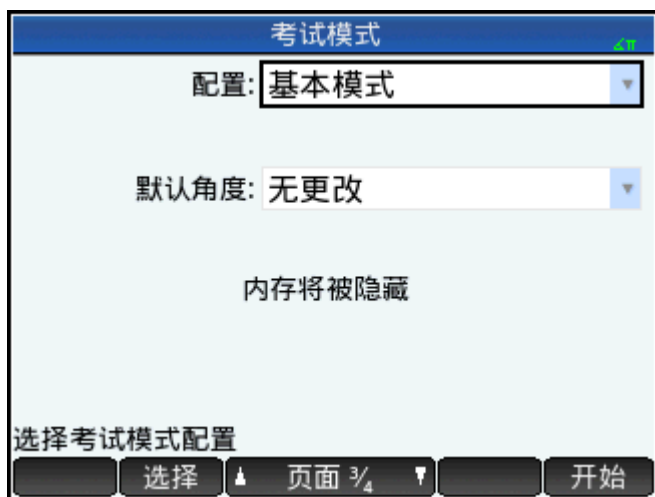 考试模式
∡π
配置: 基本模式
默认角度: 无更改
内存将被隐藏
选择考试模式配置
选择 页面 ¾ 开始